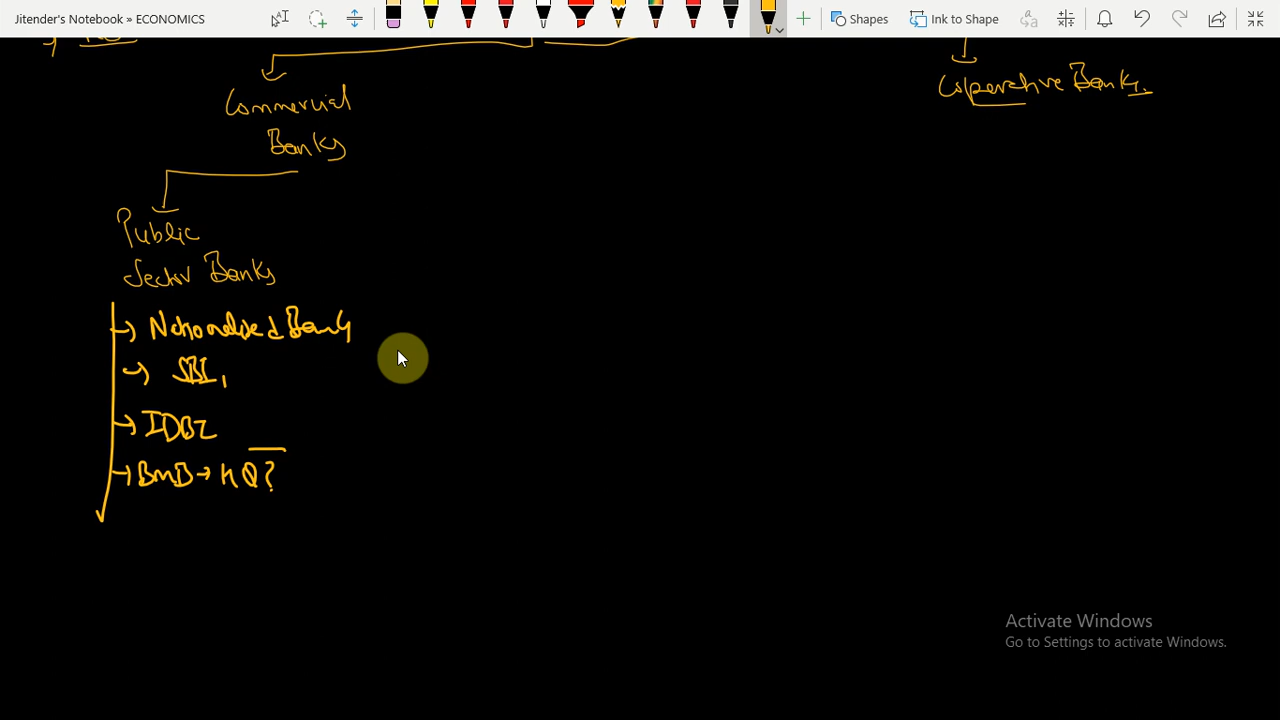 Jitender's Notebook » ECONOMICS
Shapes
Ink to Shape
Commercial
Banks
Coperative Banks.
Public
Sector Banks
→ Nationalised Bank
→ SBI,
→ IDBI
→ BMB → HQ?
Activate Windows
Go to Settings to activate Windows.